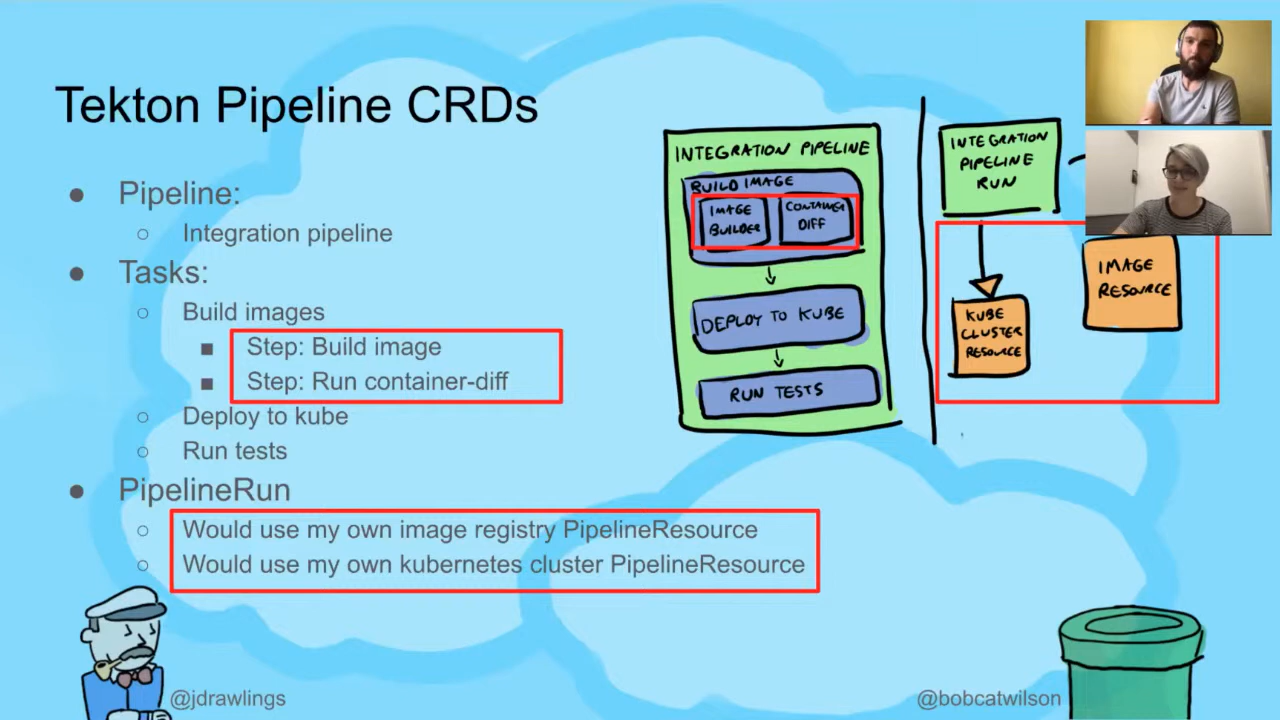 Tekton Pipeline CRDs
● Pipeline:
○ Integration pipeline
● Tasks:
○ Build images
■ Step: Build image
■ Step: Run container-diff
○ Deploy to kube
○ Run tests
● PipelineRun
○ Would use my own image registry PipelineResource
○ Would use my own kubernetes cluster PipelineResource
INTEGRATION PIPELINE
BUILD IMAGE
IMAGE
BUILDER
CONTAINER
DIFF
DEPLOY TO KUBE
RUN TESTS
INTEGRATION
PIPELINE
RUN
KUBE
CLUSTER
RESOURCE
IMAGE
RESOURCE
@jdrawlings
@bobcatwilson